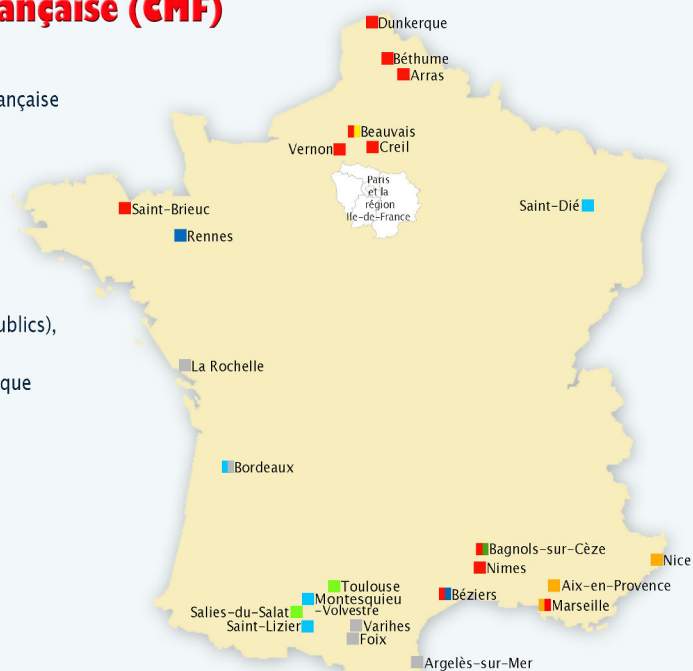 ançaise (CMF)
Dunkerque
Béthume
Arras
ançaise
Beauvais
Vernon
Creil
Paris
et la
région
Ile-de-France
Saint-Dié
Saint-Brieuc
Rennes
ublics),
La Rochelle
que
Bordeaux
Bagnols-sur-Cèze
Nice
Nimes
Toulouse
Aix-en-Provence
Béziers
Montesquieu
-Volvestre
Marseille
Salies-du-Salat
Saint-Lizier
Varihes
Foix
Argelès-sur-Mer